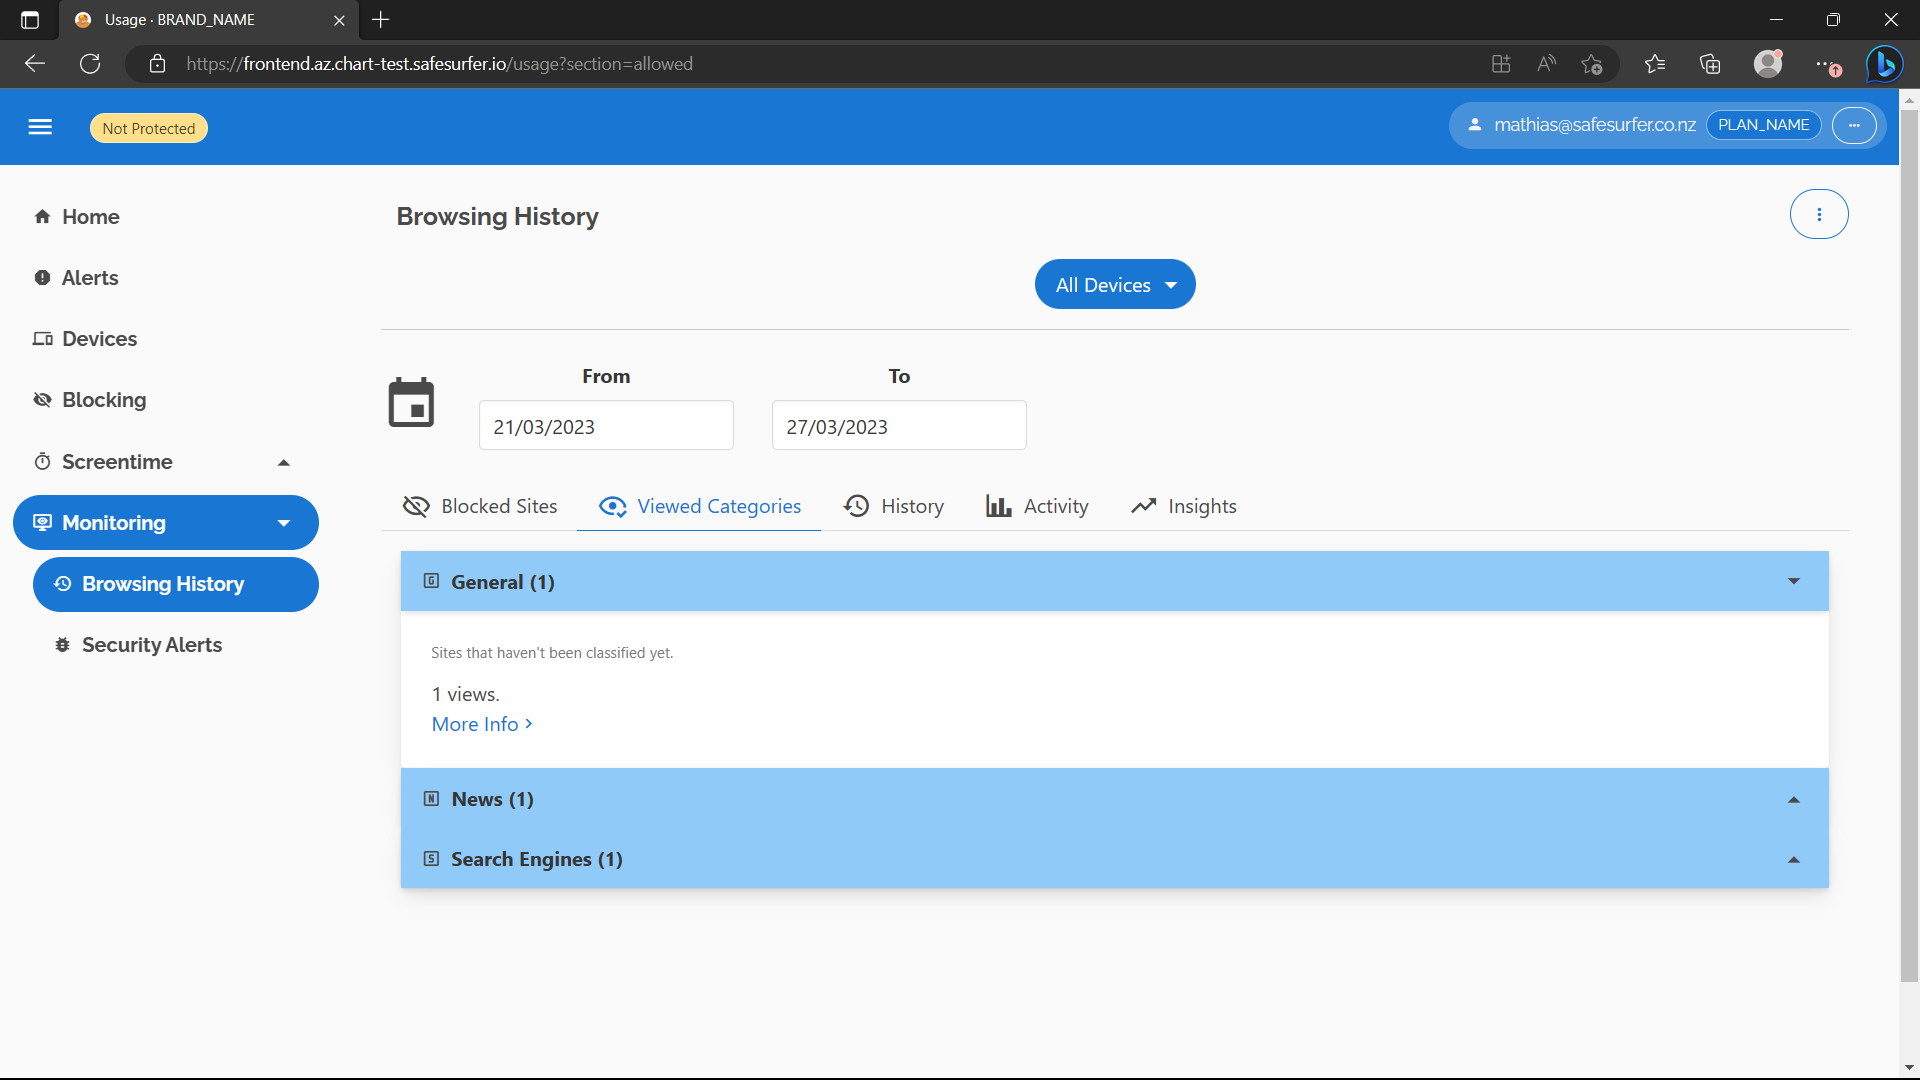 Usage · BRAND_NAME
https://frontend.az.chart-test.safesurfer.io/usage?section=allowed
Not Protected
mathias@safesurfer.co.nz PLAN_NAME
Home
Alerts
Devices
Blocking
Screentime
Monitoring
Browsing History
Security Alerts
Browsing History
All Devices
From To
21/03/2023 27/03/2023
Blocked Sites Viewed Categories History Activity Insights
G General (1)
Sites that haven't been classified yet.
1 views.
More Info
N News (1)
S Search Engines (1)